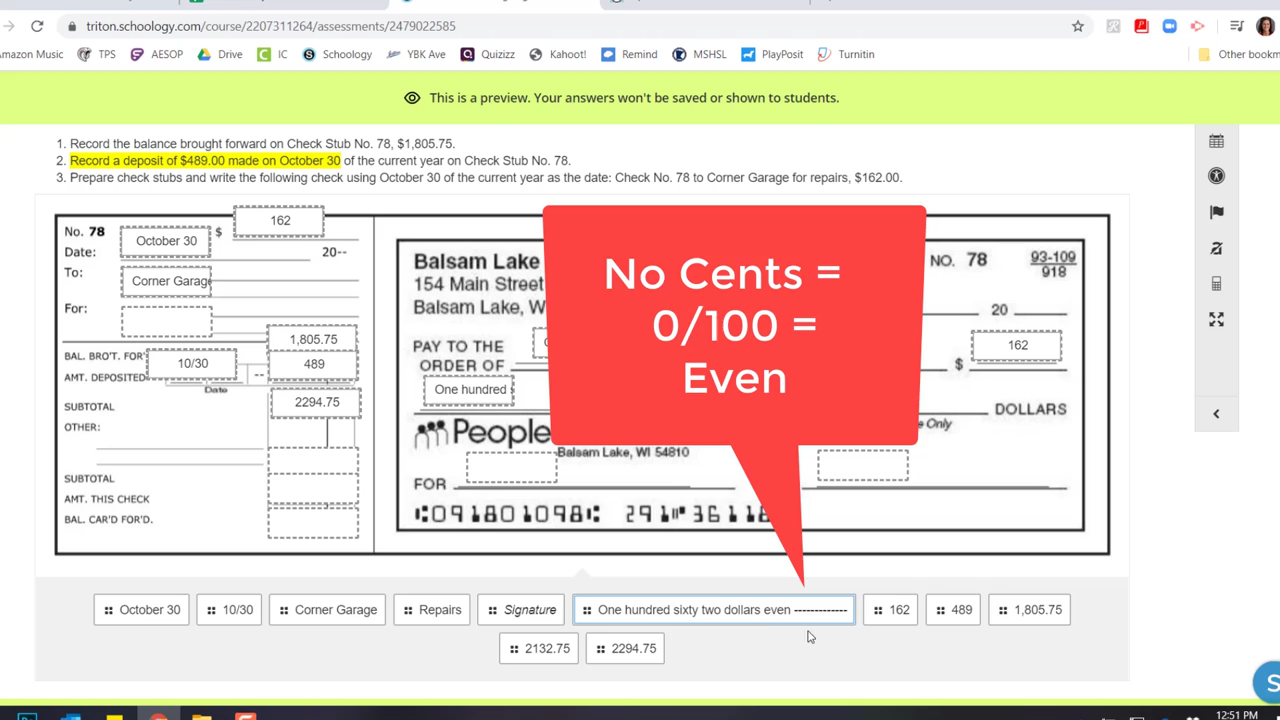 triton.schoology.com/course/2207311264/assessments/2479022585
Amazon Music TPS AESOP Drive IC Schoology YBK Ave Quizizz Kahoot! Remind MSHSL PlayPosit Turnitin Other bookm
This is a preview. Your answers won't be saved or shown to students.
1. Record the balance brought forward on Check Stub No. 78, $1,805.75.
2. Record a deposit of $489.00 made on October 30 of the current year on Check Stub No. 78.
3. Prepare check stubs and write the following check using October 30 of the current year as the date: Check No. 78 to Corner Garage for repairs, $162.00.
No. 78 $ 162
Date: October 30 20--
To: Corner Garage
For:
1,805.75
BAL. BRO'T. FOR'
AMT. DEPOSITED 10/30 -- 489
Date
SUBTOTAL 2294.75
OTHER:
SUBTOTAL
AMT. THIS CHECK
BAL. CAR'D FOR'D.
Balsam Lake
154 Main Street
Balsam Lake, W
NO. 78 93-109
918
20
PAY TO THE
ORDER OF
$ 162
One hundred
DOLLARS
People
e Only
Balsam Lake, WI 54810
FOR
091801098 291 36118
No Cents =
0/100 =
Even
October 30 10/30 Corner Garage Repairs Signature One hundred sixty two dollars even ------------- 162 489 1,805.75
2132.75 2294.75
S
12:51 PM